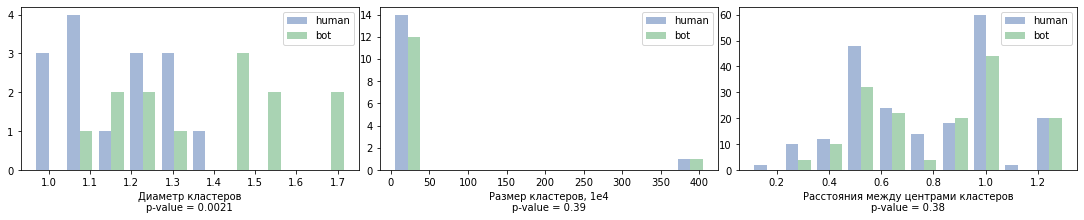 human
bot
4
3
2
1
0
1.0 1.1 1.2 1.3 1.4 1.5 1.6 1.7
Диаметр кластеров
p-value = 0.0021
human
bot
14
12
10
8
6
4
2
0
0 50 100 150 200 250 300 350 400
Размер кластеров, 1e4
p-value = 0.39
human
bot
60
50
40
30
20
10
0
0.2 0.4 0.6 0.8 1.0 1.2
Расстояния между центрами кластеров
p-value = 0.38